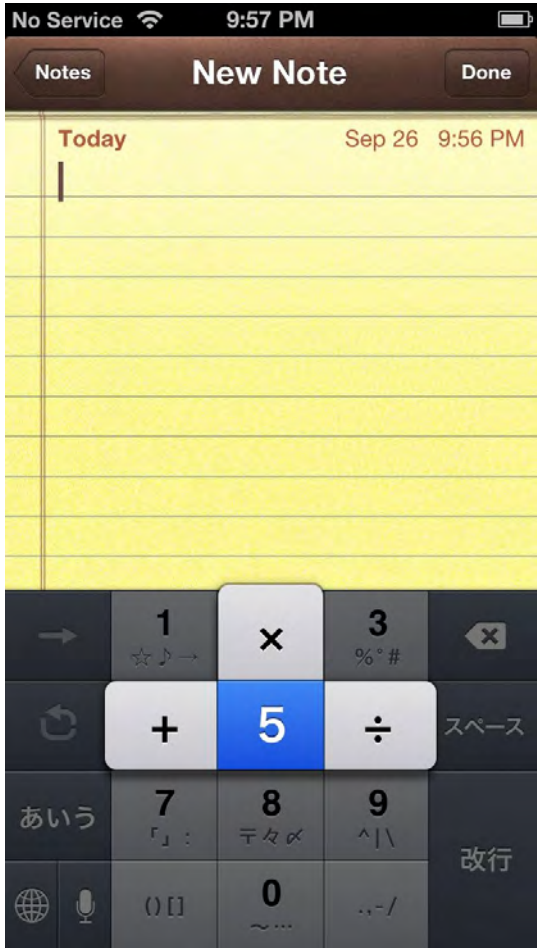 No Service 9:57 PM
Notes New Note Done
Today Sep 26 9:56 PM
→ 1 × 3
☆♪→ %°#
+ 5 ÷ スペース
あいう 7 8 9
「」: 〒々〆 ^|\
改行
()[] 0 .,-/
~…